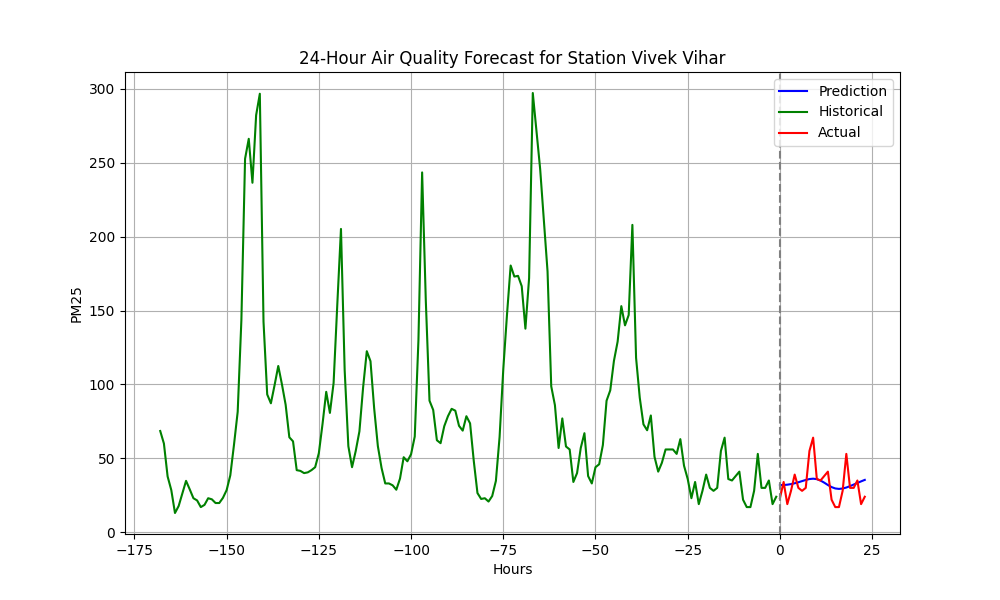 24-Hour Air Quality Forecast for Station Vivek Vihar
Prediction
Historical
Actual
300
250
200
150
100
50
0
PM25
−175
−150
−125
−100
−75
−50
−25
0
25
Hours